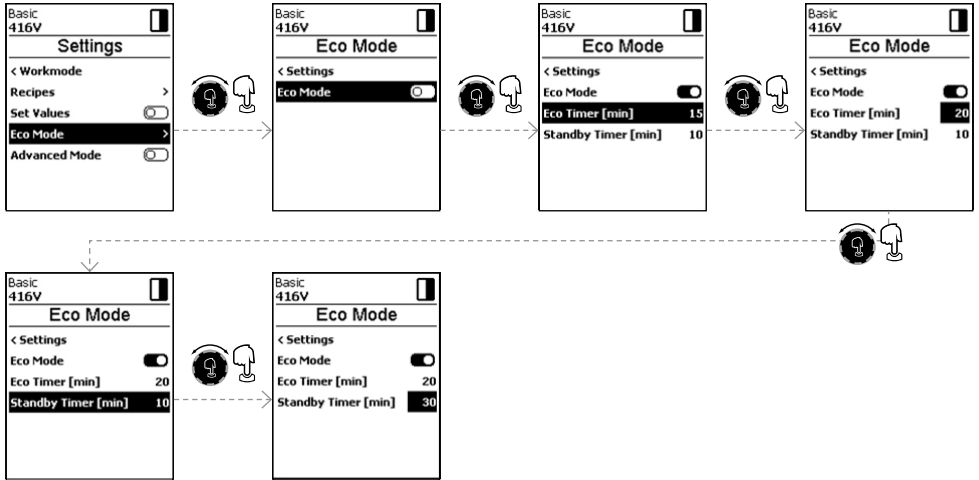 Basic
416V
Settings
< Workmode
Recipes >
Set Values
Eco Mode >
Advanced Mode
Basic
416V
Eco Mode
< Settings
Eco Mode
Basic
416V
Eco Mode
< Settings
Eco Mode
Eco Timer [min] 15
Standby Timer [min] 10
Basic
416V
Eco Mode
< Settings
Eco Mode
Eco Timer [min] 20
Standby Timer [min] 10
Basic
416V
Eco Mode
< Settings
Eco Mode
Eco Timer [min] 20
Standby Timer [min] 10
Basic
416V
Eco Mode
< Settings
Eco Mode
Eco Timer [min] 20
Standby Timer [min] 30